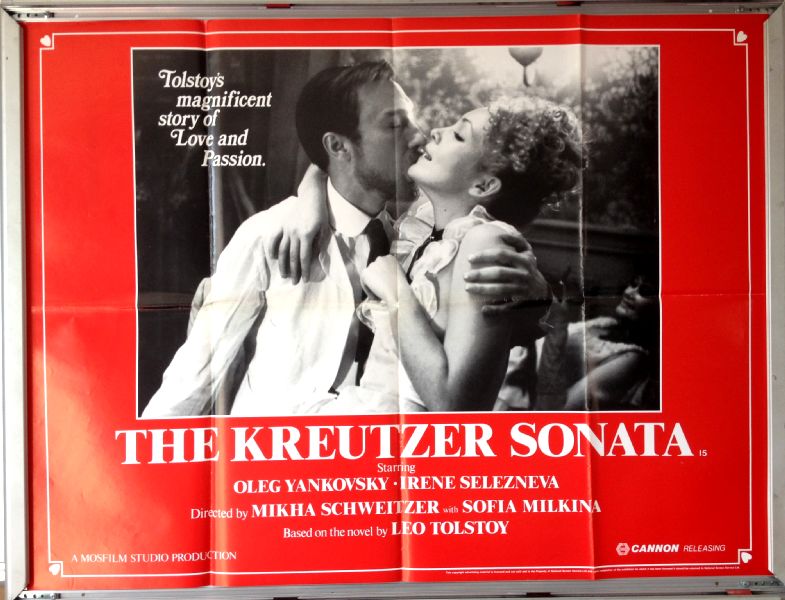 Tolstoy's
magnificent
story of
Love and
Passion.
THE KREUTZER SONATA 15
Starring
OLEG YANKOVSKY · IRENE SELEZNEVA
Directed by MIKHA SCHWEITZER with SOFIA MILKINA
Based on the novel by LEO TOLSTOY
A MOSFILM STUDIO PRODUCTION
CANNON RELEASING